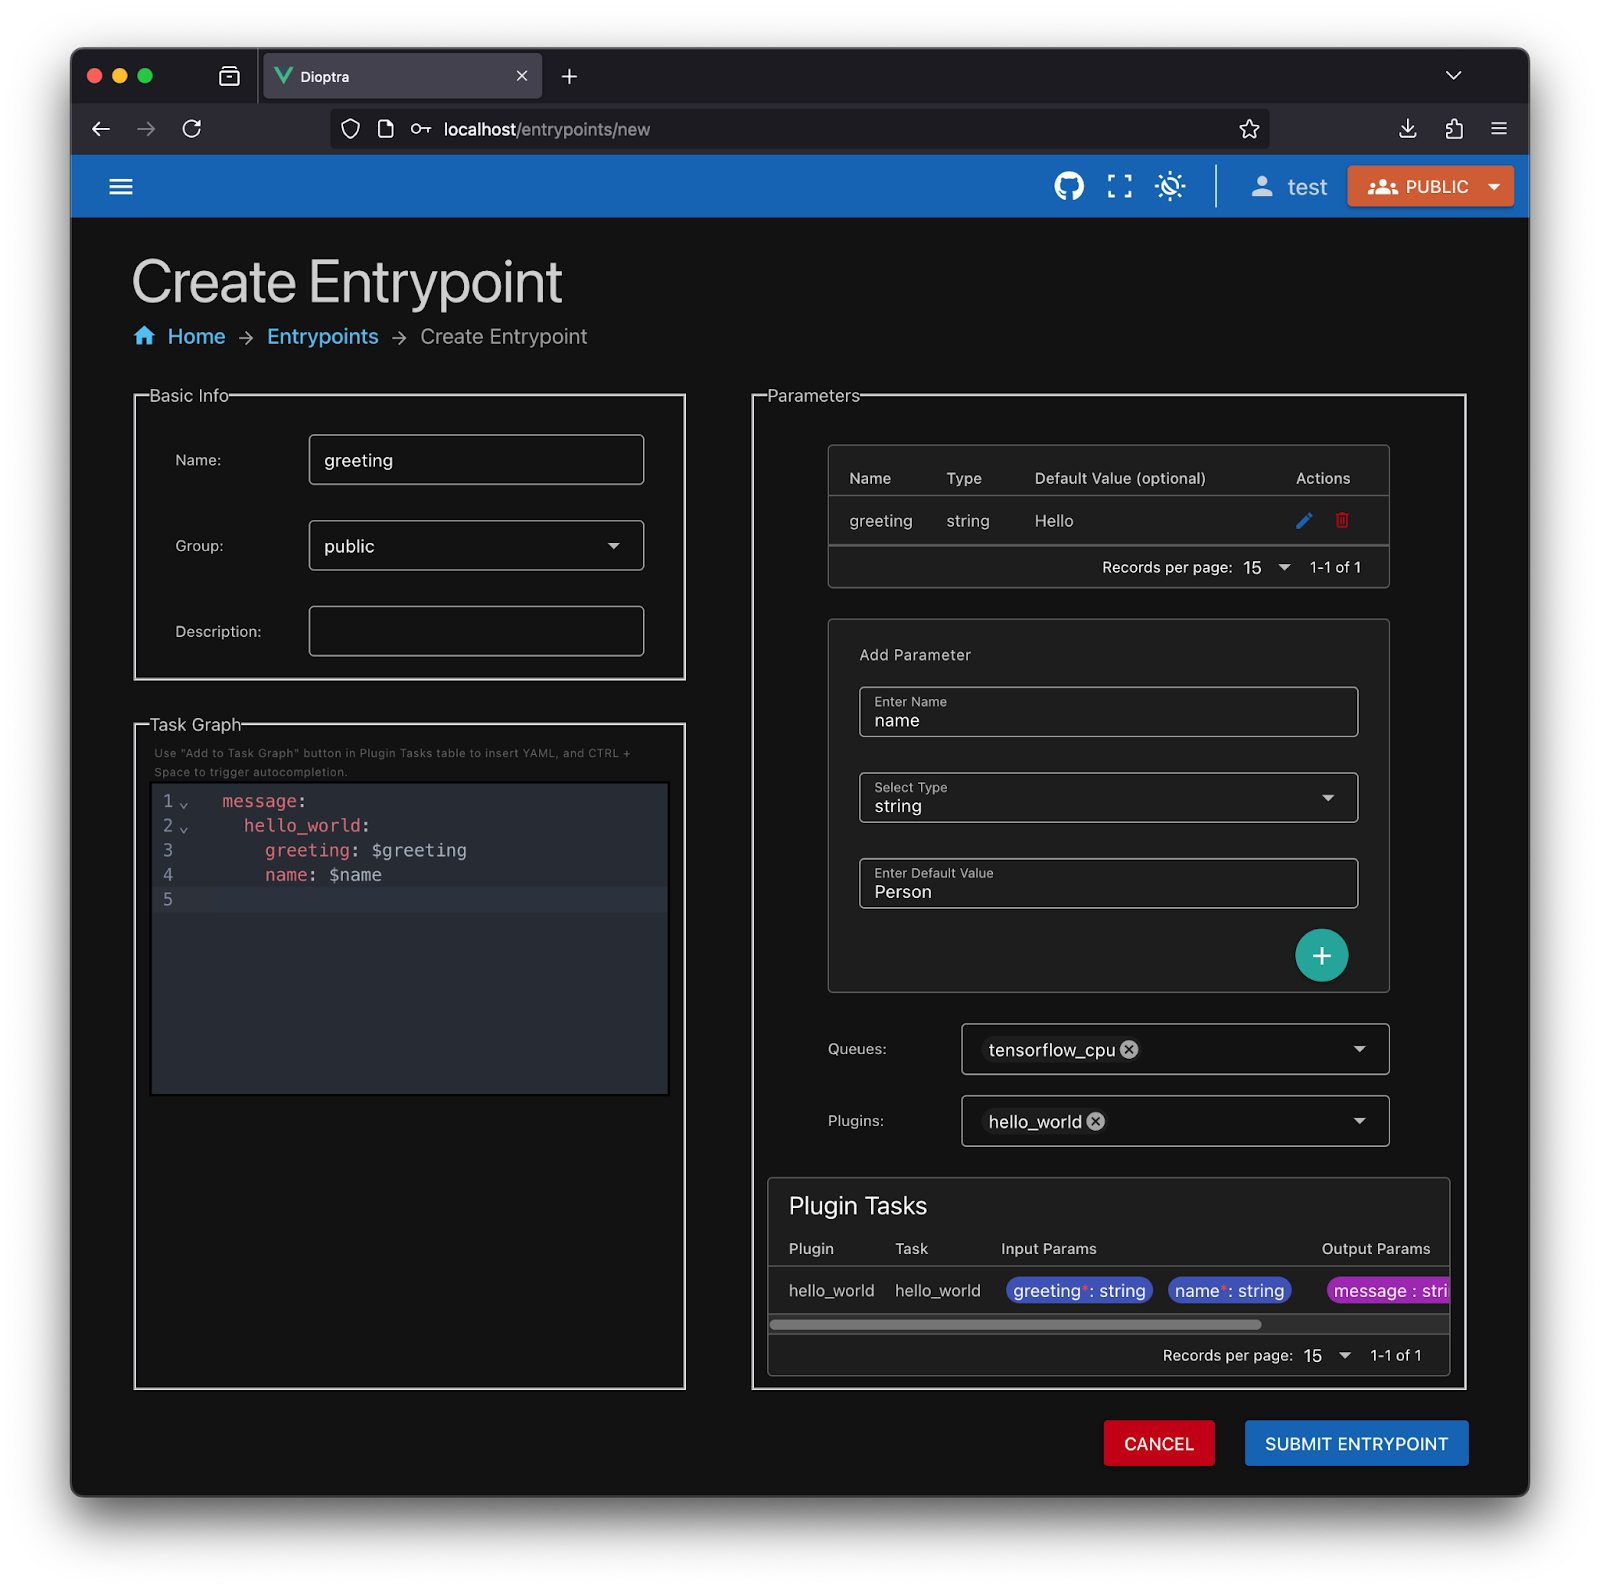 Dioptra
localhost/entrypoints/new
test
PUBLIC
Create Entrypoint
Home → Entrypoints → Create Entrypoint
Basic Info
Name: greeting
Group: public
Description:
Task Graph
Use "Add to Task Graph" button in Plugin Tasks table to insert YAML, and CTRL +
Space to trigger autocompletion.
1 message:
2 hello_world:
3 greeting: $greeting
4 name: $name
5
Parameters
Name Type Default Value (optional) Actions
greeting string Hello
Records per page: 15 1-1 of 1
Add Parameter
Enter Name
name
Select Type
string
Enter Default Value
Person
+
Queues: tensorflow_cpu
Plugins: hello_world
Plugin Tasks
Plugin Task Input Params Output Params
hello_world hello_world greeting*: string name*: string message : stri
Records per page: 15 1-1 of 1
CANCEL SUBMIT ENTRYPOINT